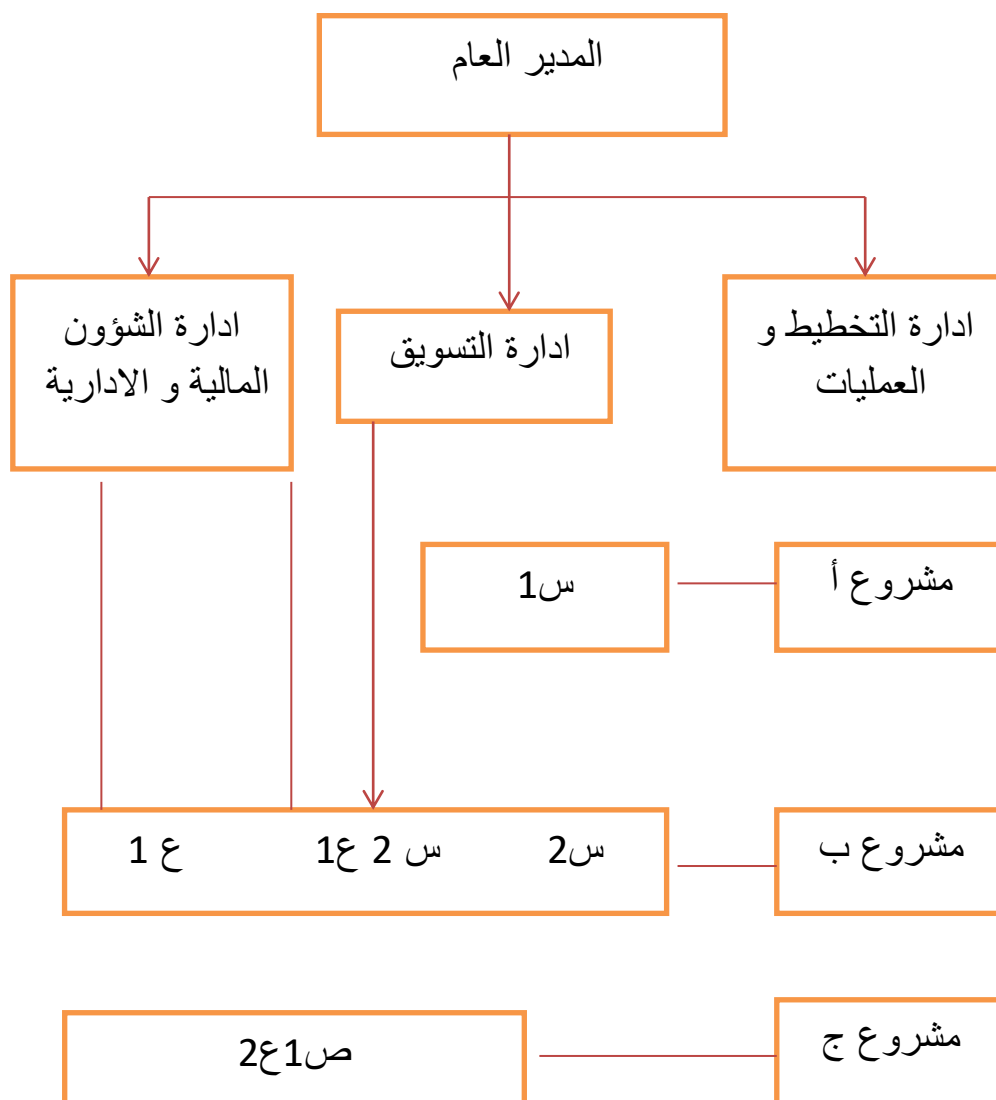 المدير العام
ادارة التخطيط و
العمليات
ادارة التسويق
ادارة الشؤون
المالية و الادارية
مشروع أ
س1
مشروع ب
س2
س 2 ع1
ع 1
مشروع ج
ص1ع2